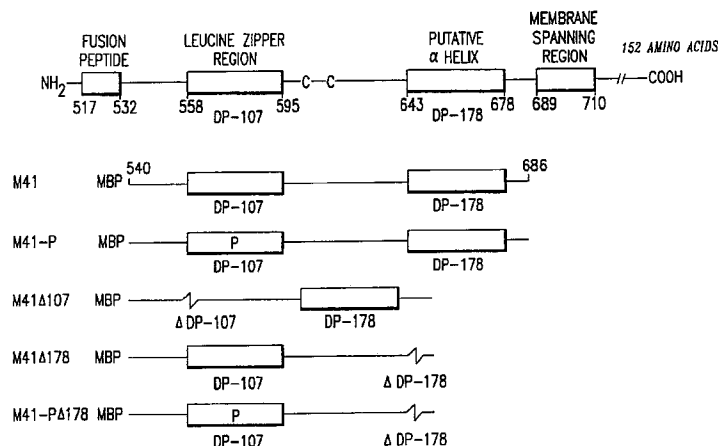 FUSION PEPTIDE
LEUCINE ZIPPER REGION
PUTATIVE α HELIX
MEMBRANE SPANNING REGION
152 AMINO ACIDS
NH2 C C COOH
517 532 558 595 643 678 689 710
DP-107 DP-178
M41 MBP 540 686
DP-107 DP-178
M41-P MBP P
DP-107 DP-178
M41Δ107 MBP
Δ DP-107 DP-178
M41Δ178 MBP
DP-107 Δ DP-178
M41-PΔ178 MBP P
DP-107 Δ DP-178